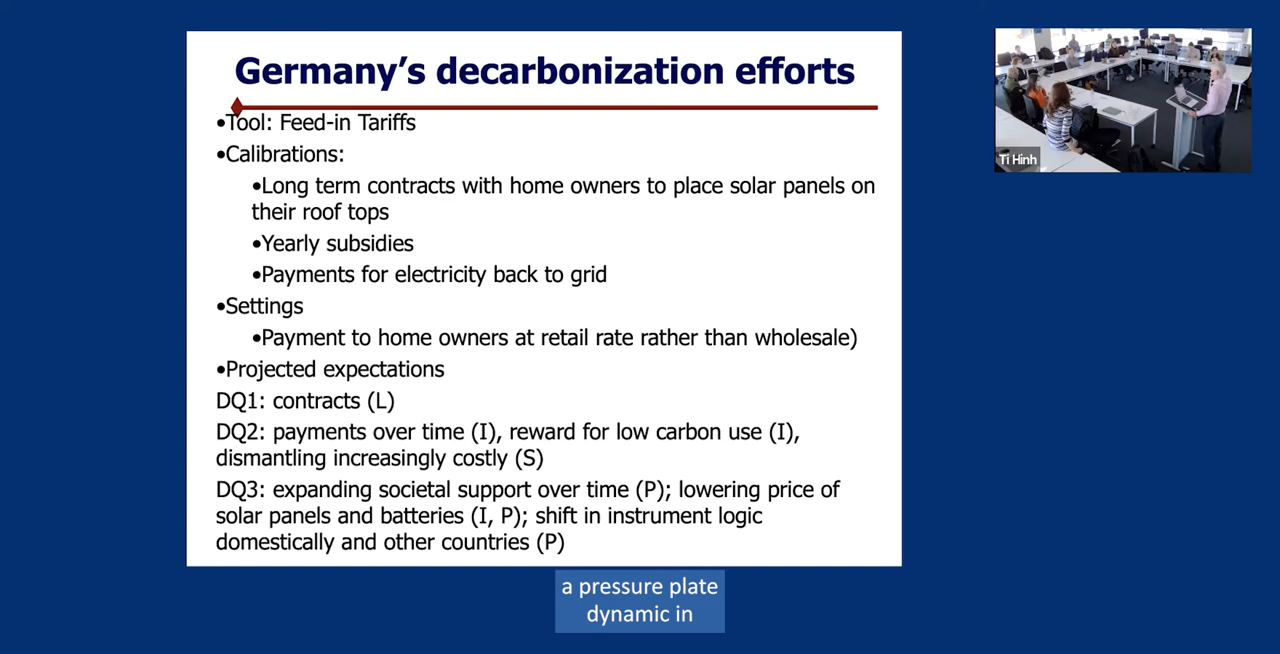 Germany's decarbonization efforts
•Tool: Feed-in Tariffs
•Calibrations:
•Long term contracts with home owners to place solar panels on
their roof tops
•Yearly subsidies
•Payments for electricity back to grid
•Settings
•Payment to home owners at retail rate rather than wholesale)
•Projected expectations
DQ1: contracts (L)
DQ2: payments over time (I), reward for low carbon use (I),
dismantling increasingly costly (S)
DQ3: expanding societal support over time (P); lowering price of
solar panels and batteries (I, P); shift in instrument logic
domestically and other countries (P)
Ti Hinh
a pressure plate
dynamic in